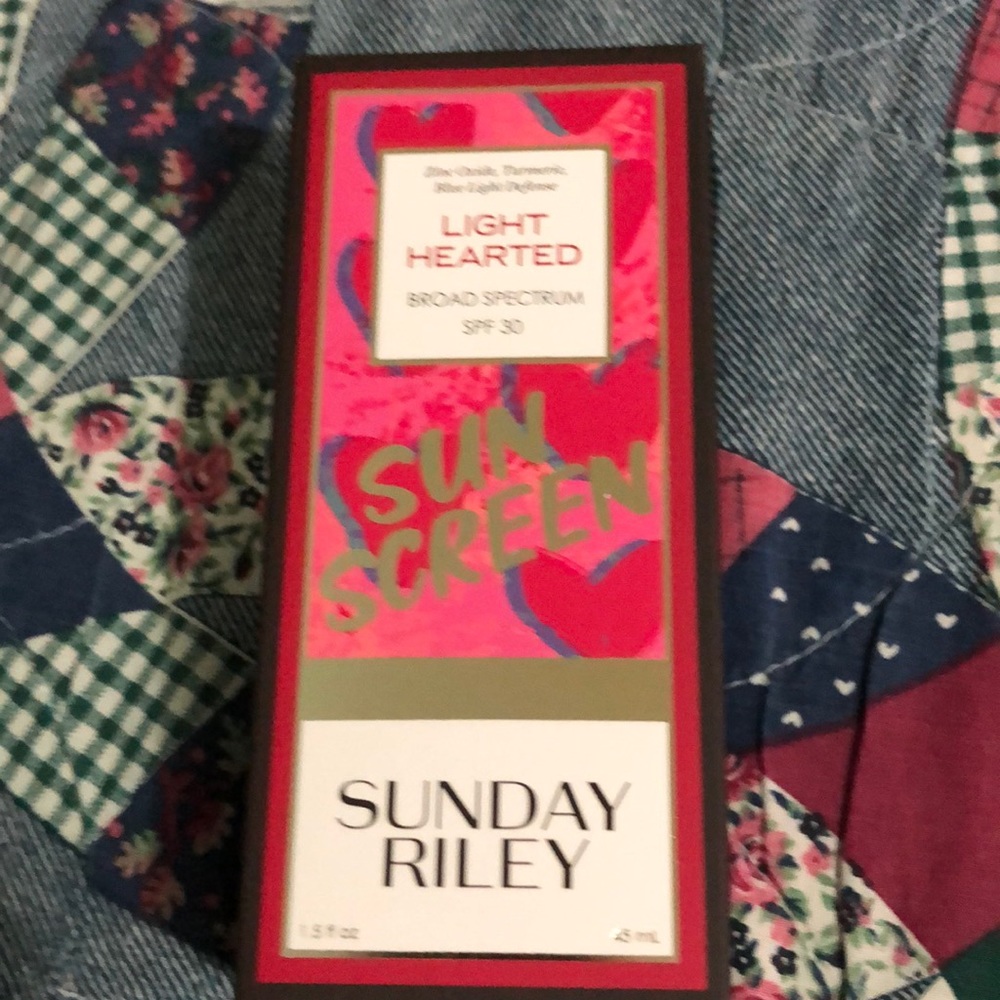 Zinc Oxide, Turmeric,
Blue Light Defense
LIGHT
HEARTED
BROAD SPECTRUM
SPF 30
SUN
SCREEN
SUNDAY
RILEY
1.5 fl oz 45 mL